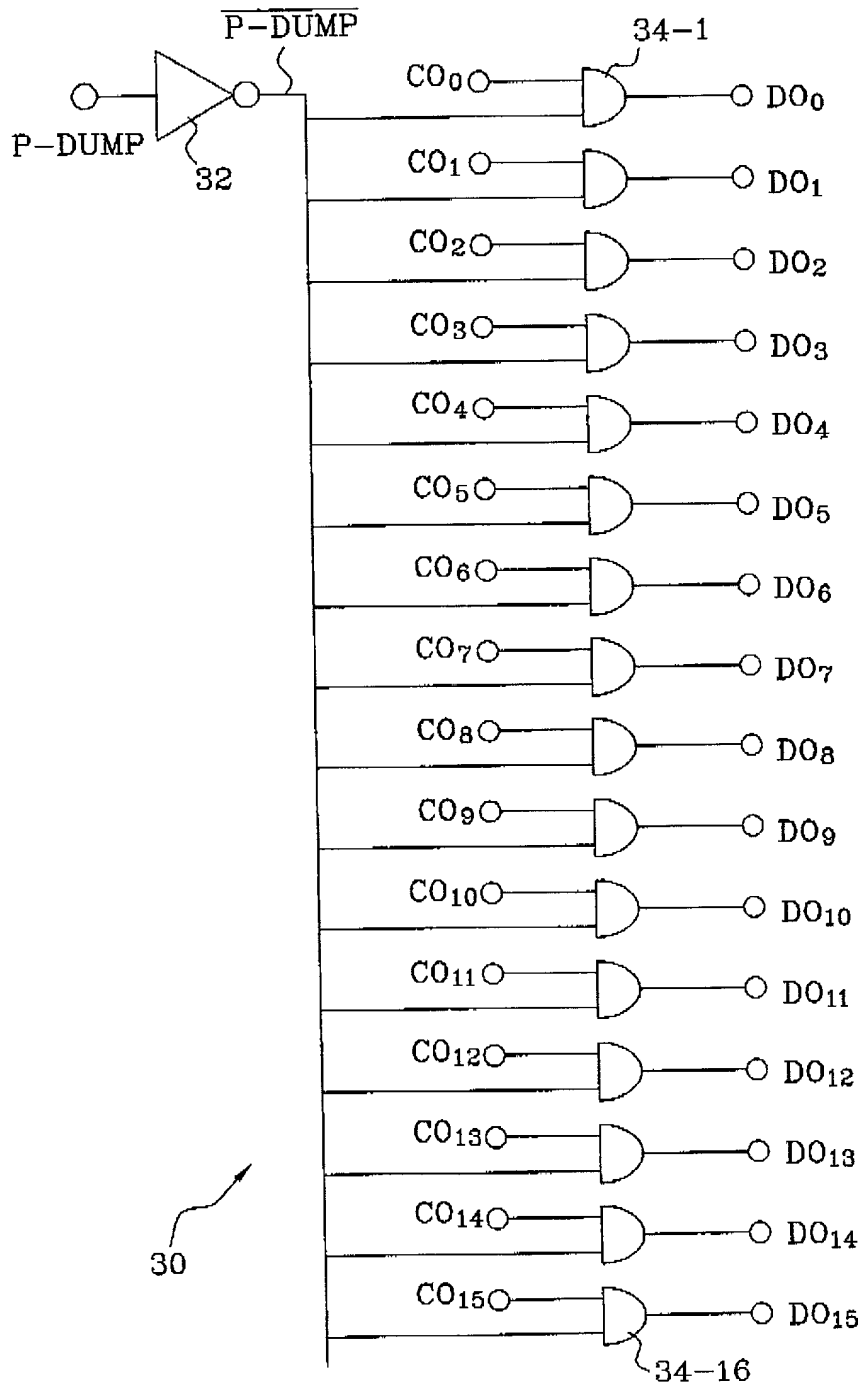 P-DUMP
34-1
CO0
DO0
P-DUMP
32
CO1
DO1
CO2
DO2
CO3
DO3
CO4
DO4
CO5
DO5
CO6
DO6
CO7
DO7
CO8
DO8
CO9
DO9
CO10
DO10
CO11
DO11
CO12
DO12
CO13
DO13
CO14
DO14
30
CO15
DO15
34-16